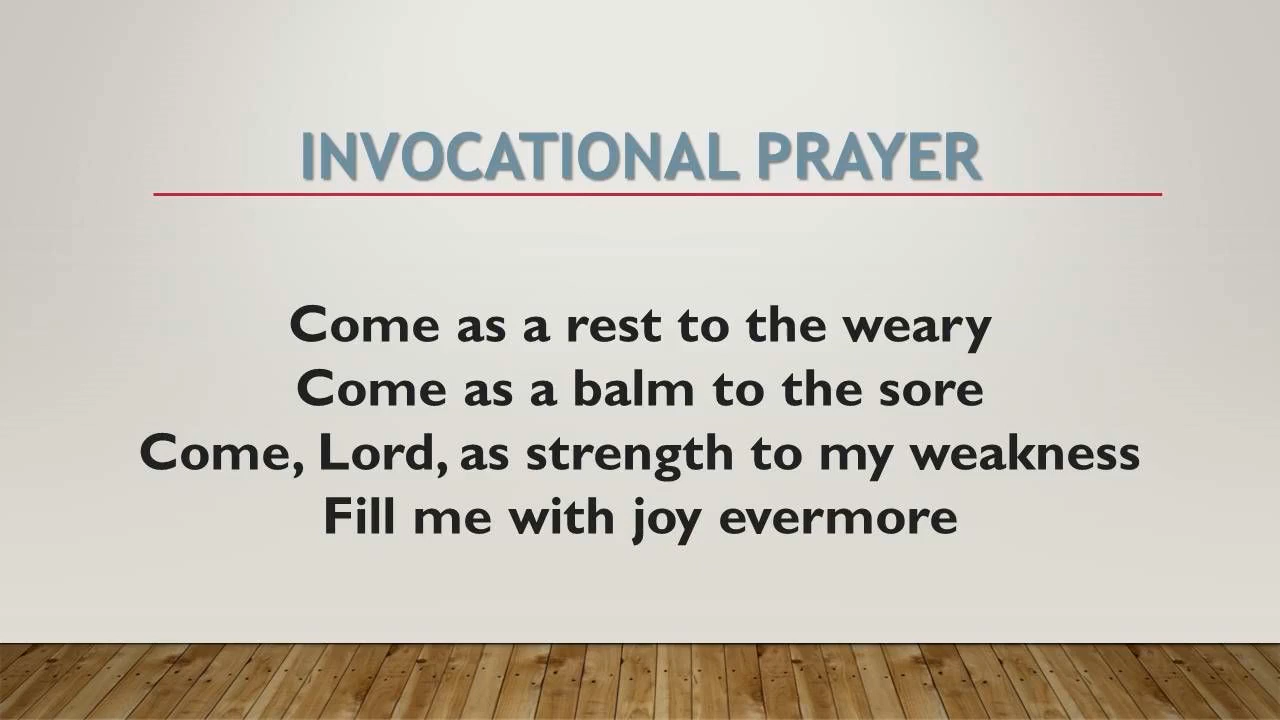 INVOCATIONAL PRAYER
Come as a rest to the weary
Come as a balm to the sore
Come, Lord, as strength to my weakness
Fill me with joy evermore